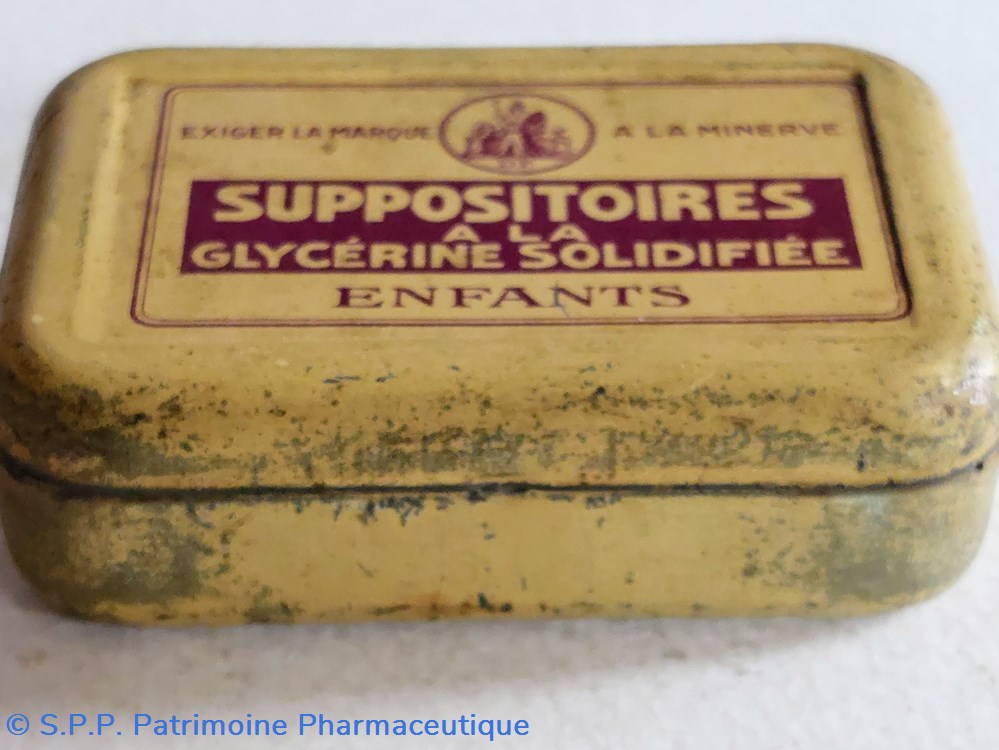 EXIGER LA MARQUE A LA MINERVE
SUPPOSITOIRES
A LA
GLYCÉRINE SOLIDIFIÉE
ENFANTS
© S.P.P. Patrimoine Pharmaceutique